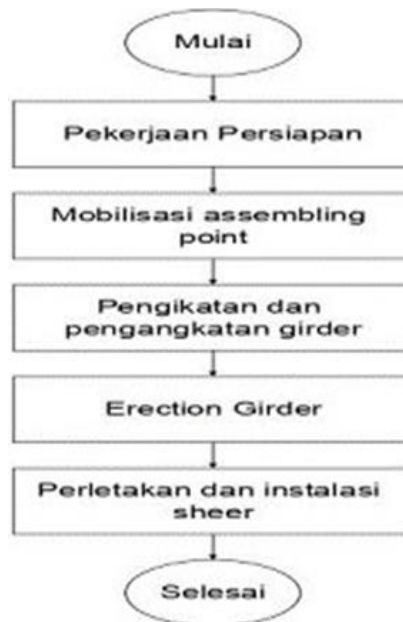 Mulai
Pekerjaan Persiapan
Mobilisasi assembling
point
Pengikatan dan
pengangkatan girder
Erection Girder
Perletakan dan instalasi
sheer
Selesai